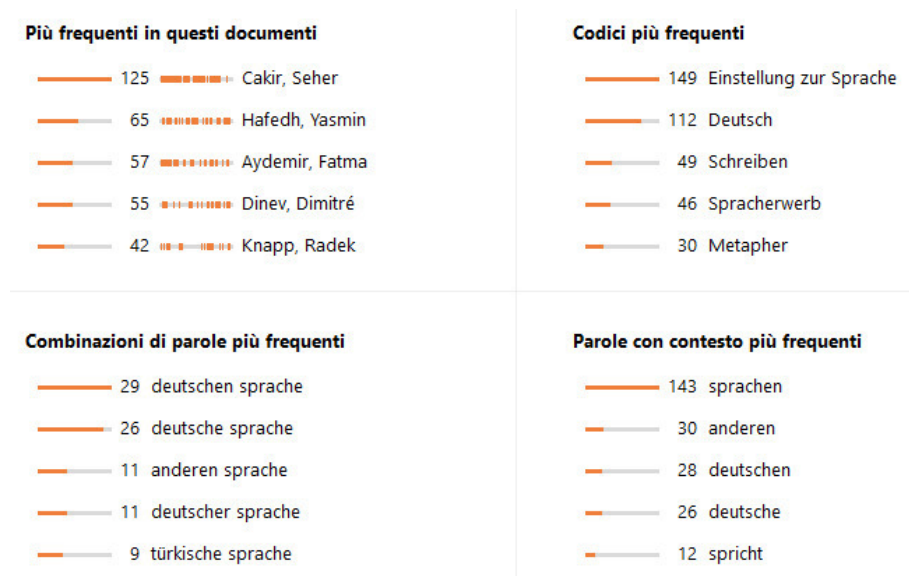 Più frequenti in questi documenti
125 Cakir, Seher
65 Hafedh, Yasmin
57 Aydemir, Fatma
55 Dinev, Dimitré
42 Knapp, Radek
Codici più frequenti
149 Einstellung zur Sprache
112 Deutsch
49 Schreiben
46 Spracherwerb
30 Metapher
Combinazioni di parole più frequenti
29 deutschen sprache
26 deutsche sprache
11 anderen sprache
11 deutscher sprache
9 türkische sprache
Parole con contesto più frequenti
143 sprachen
30 anderen
28 deutschen
26 deutsche
12 spricht